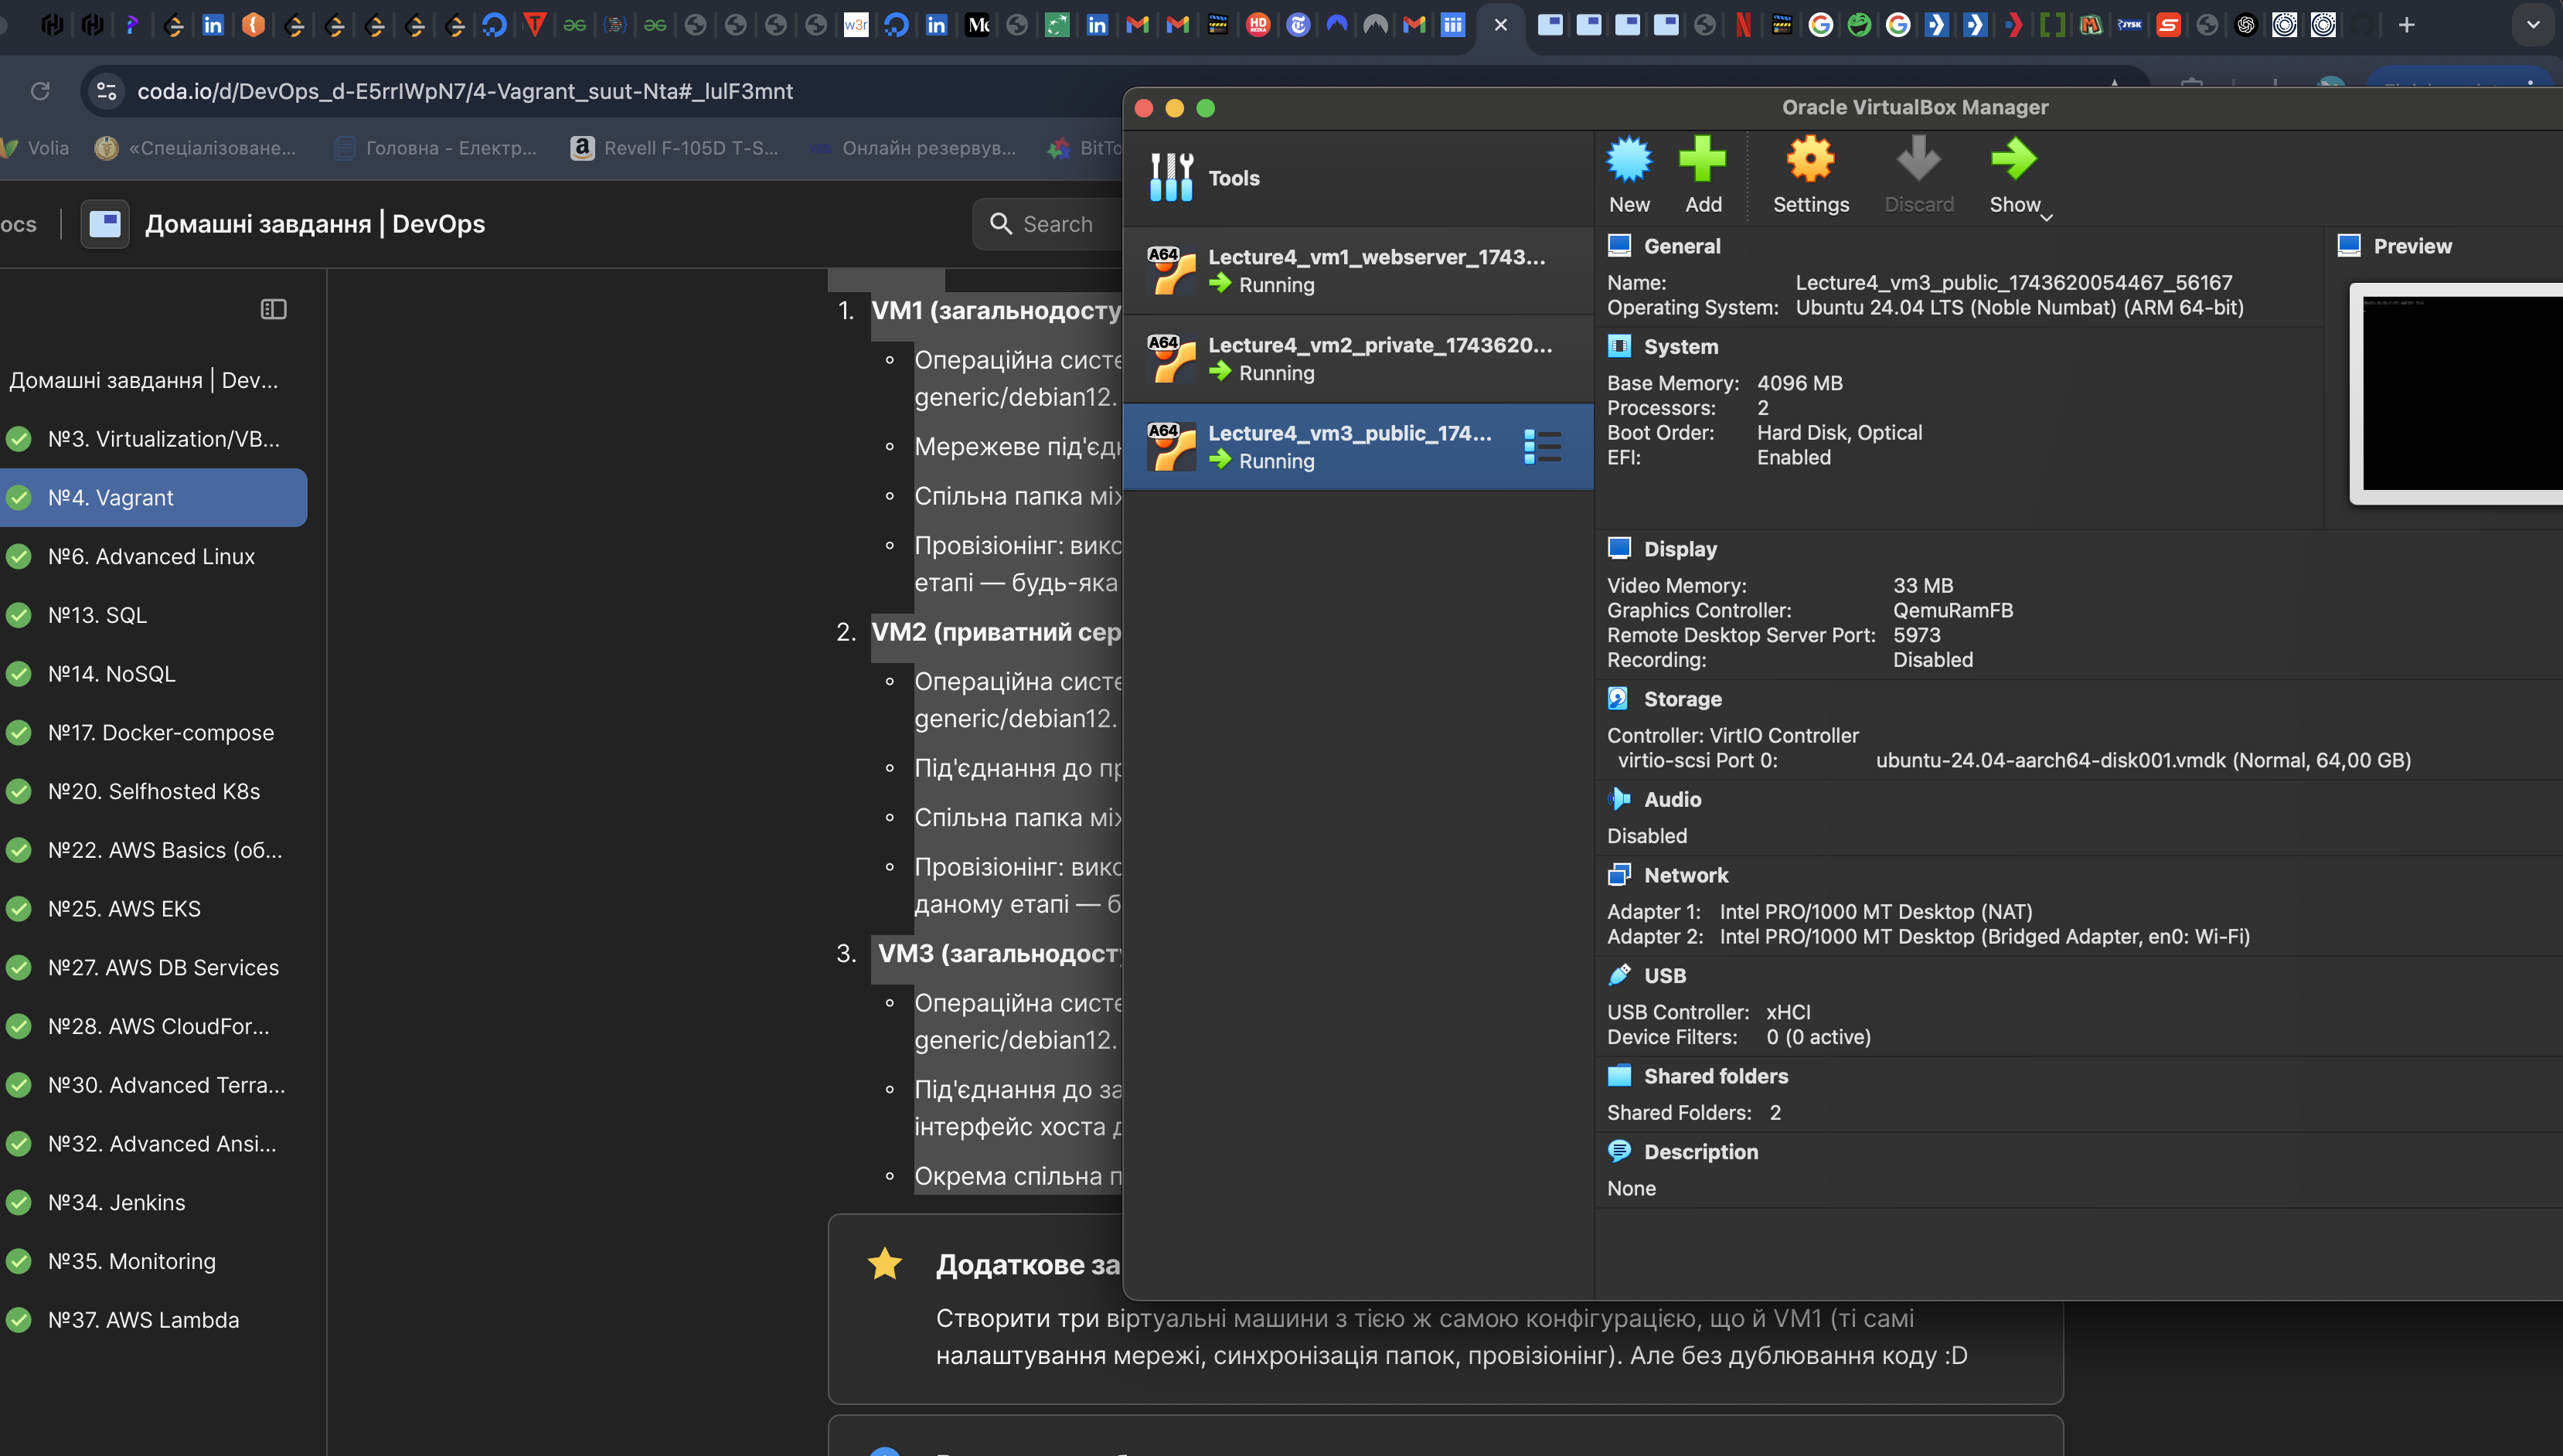 coda.io/d/DevOps_d-E5rrIWpN7/4-Vagrant_suut-Nta#_lulF3mnt
Volia
«Спеціалізоване...
Головна - Електр...
Revell F-105D T-S...
Онлайн резервув...
BitTo
ocs
Домашні завдання | DevOps
Search
Домашні завдання | Dev...
№3. Virtualization/VB...
№4. Vagrant
№6. Advanced Linux
№13. SQL
№14. NoSQL
№17. Docker-compose
№20. Selfhosted K8s
№22. AWS Basics (об...
№25. AWS EKS
№27. AWS DB Services
№28. AWS CloudFor...
№30. Advanced Terra...
№32. Advanced Ansi...
№34. Jenkins
№35. Monitoring
№37. AWS Lambda
1. VM1 (загальнодосту
Операційна систе
generic/debian12.
Мережеве під'єдн
Спільна папка між
Провізіонінг: вико
етапі — будь-яка
2. VM2 (приватний сер
Операційна систе
generic/debian12.
Під'єднання до пр
Спільна папка між
Провізіонінг: вико
даному етапі — б
3. VM3 (загальнодосту
Операційна систе
generic/debian12.
Під'єднання до за
інтерфейс хоста д
Окрема спільна п
Додаткове за
Створити три віртуальні машини з тією ж самою конфігурацією, що й VM1 (ті самі
налаштування мережі, синхронізація папок, провізіонінг). Але без дублювання коду :D
Oracle VirtualBox Manager
Tools
New
Add
Settings
Discard
Show
A64
Lecture4_vm1_webserver_1743...
Running
A64
Lecture4_vm2_private_1743620...
Running
A64
Lecture4_vm3_public_174...
Running
General
Name: Lecture4_vm3_public_1743620054467_56167
Operating System: Ubuntu 24.04 LTS (Noble Numbat) (ARM 64-bit)
Preview
System
Base Memory: 4096 MB
Processors: 2
Boot Order: Hard Disk, Optical
EFI: Enabled
Display
Video Memory: 33 MB
Graphics Controller: QemuRamFB
Remote Desktop Server Port: 5973
Recording: Disabled
Storage
Controller: VirtIO Controller
virtio-scsi Port 0: ubuntu-24.04-aarch64-disk001.vmdk (Normal, 64,00 GB)
Audio
Disabled
Network
Adapter 1: Intel PRO/1000 MT Desktop (NAT)
Adapter 2: Intel PRO/1000 MT Desktop (Bridged Adapter, en0: Wi-Fi)
USB
USB Controller: xHCI
Device Filters: 0 (0 active)
Shared folders
Shared Folders: 2
Description
None